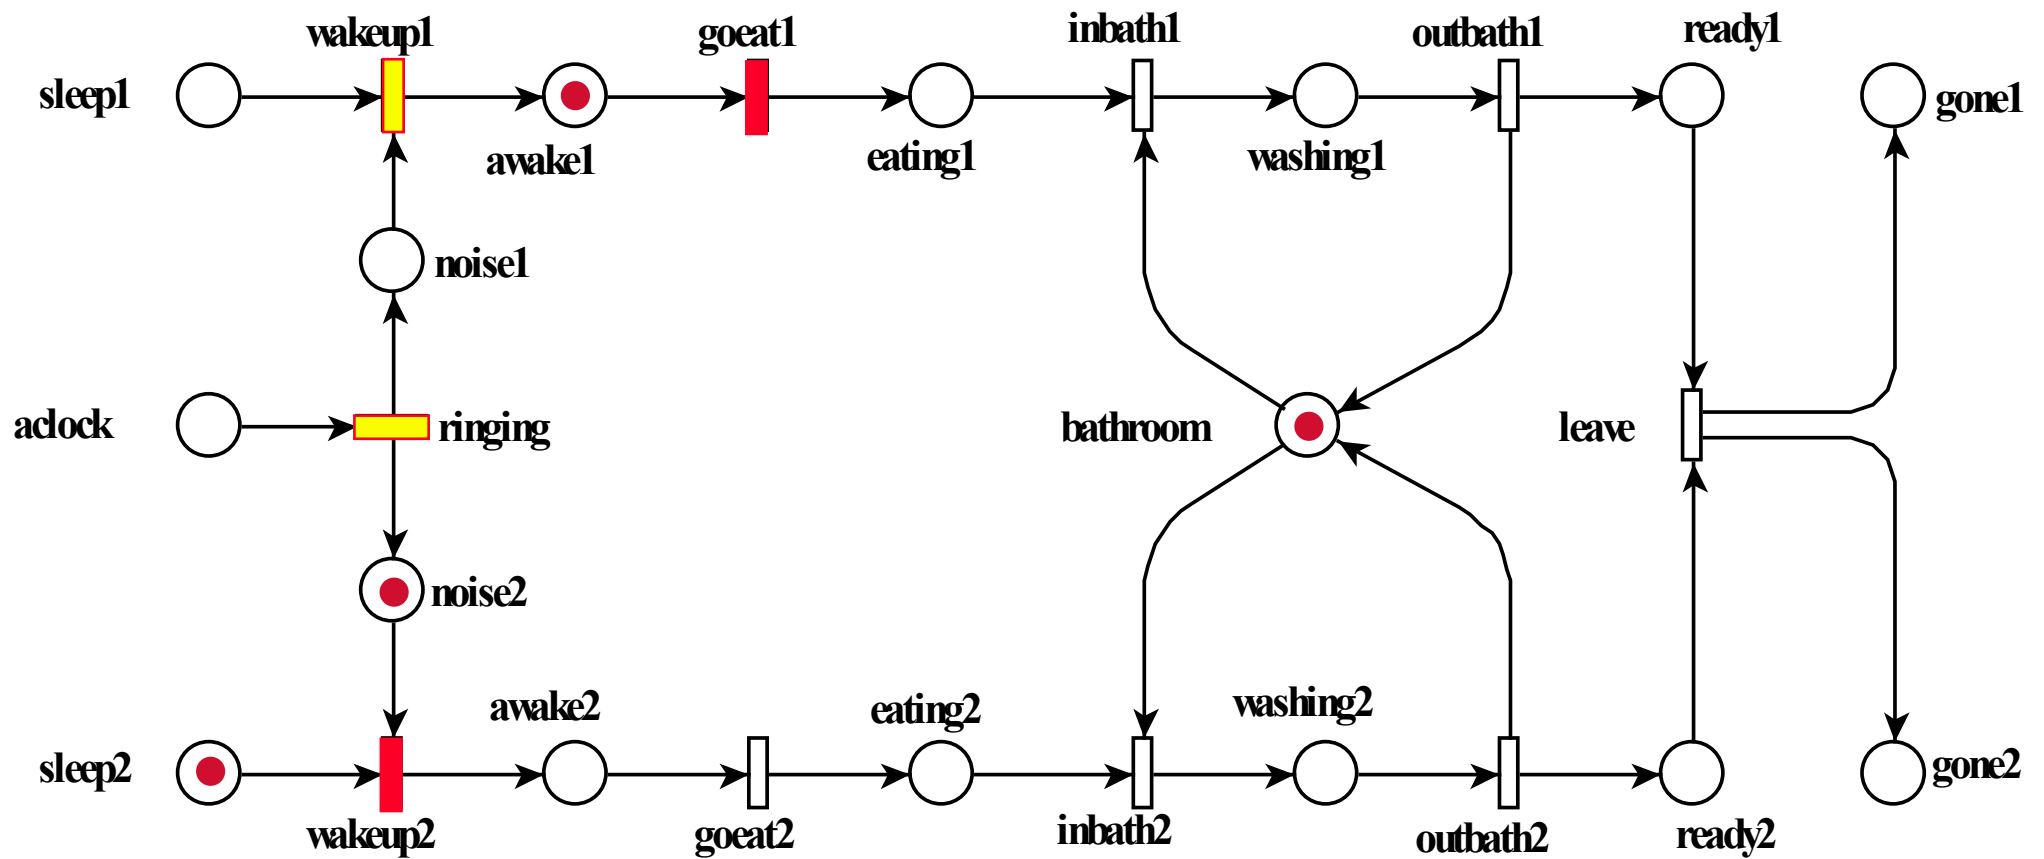 wakeup1
goeat1
inbath1
outbath1
ready1
sleep1
gone1
awake1
eating1
washing1
noise1
aclock
ringing
bathroom
leave
noise2
awake2
eating2
washing2
sleep2
gone2
wakeup2
goeat2
inbath2
outbath2
ready2